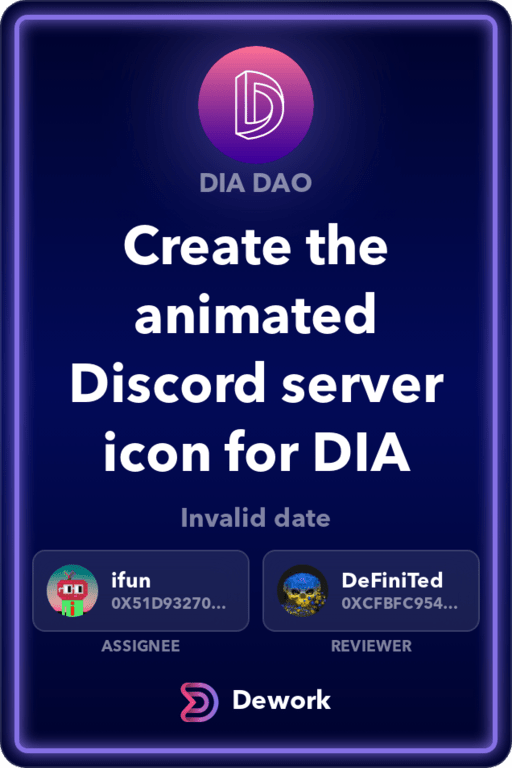 DIA DAO
Create the
animated
Discord server
icon for DIA
Invalid date
ifun
0X51D93270...
DeFiniTed
0XCFBFC954...
ASSIGNEE
REVIEWER
Dework